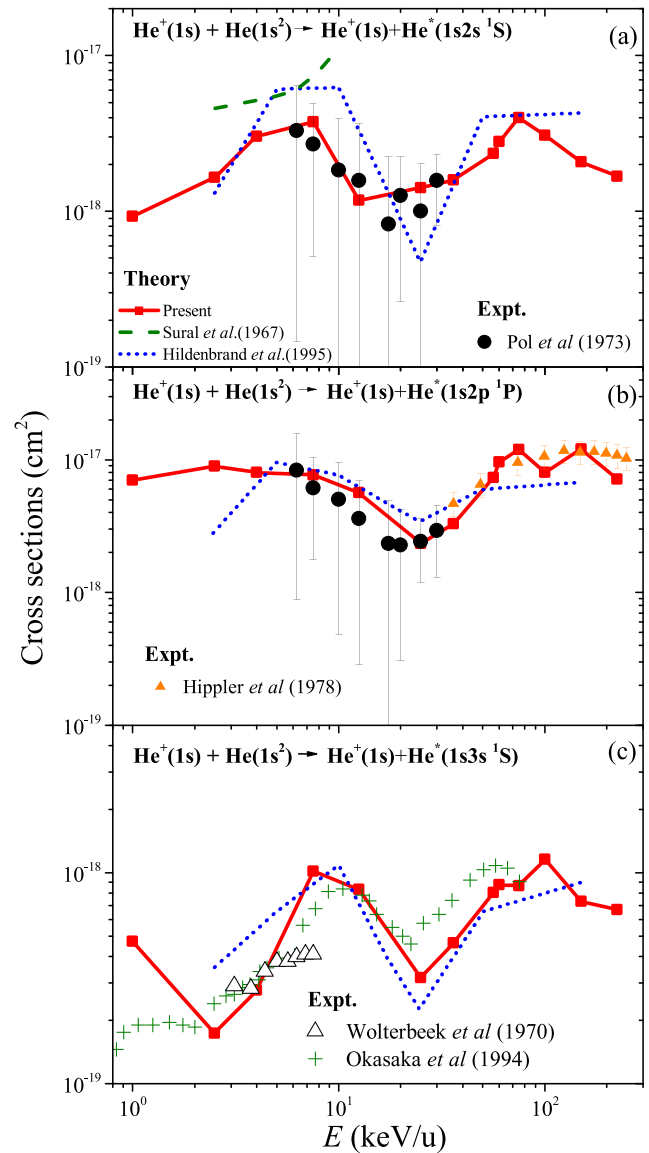 He⁺(1s) + He(1s²) → He⁺(1s)+He*(1s2s ¹S)
(a)
10⁻¹⁷
10⁻¹⁸
10⁻¹⁹
Theory
Present
Sural et al.(1967)
Hildenbrand et al.(1995)
Expt.
Pol et al (1973)
He⁺(1s) + He(1s²) → He⁺(1s)+He*(1s2p ¹P)
(b)
10⁻¹⁷
10⁻¹⁸
10⁻¹⁹
Expt.
Hippler et al (1978)
Cross sections (cm²)
He⁺(1s) + He(1s²) → He⁺(1s)+He*(1s3s ¹S)
(c)
10⁻¹⁸
10⁻¹⁹
Expt.
Wolterbeek et al (1970)
Okasaka et al (1994)
10⁰ 10¹ 10²
E (keV/u)